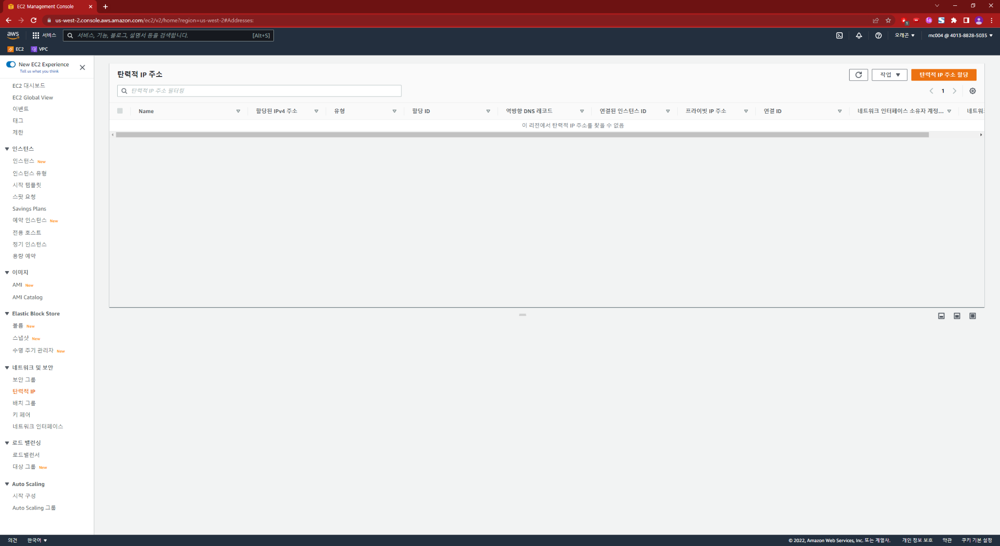 EC2 Management Console
us-west-2.console.aws.amazon.com/ec2/v2/home?region=us-west-2#Addresses:
1
aws
서비스
서비스, 기능, 블로그, 설명서 등을 검색합니다.
[Alt+S]
오레곤
mc004 @ 4013-8828-5035
EC2
VPC
New EC2 Experience
Tell us what you think
EC2 대시보드
EC2 Global View
이벤트
태그
제한
인스턴스
인스턴스 New
인스턴스 유형
시작 템플릿
스팟 요청
Savings Plans
예약 인스턴스 New
전용 호스트
정기 인스턴스
용량 예약
이미지
AMI New
AMI Catalog
Elastic Block Store
볼륨 New
스냅샷 New
수명 주기 관리자 New
네트워크 및 보안
보안 그룹
탄력적 IP
배치 그룹
키 페어
네트워크 인터페이스
로드 밸런싱
로드밸런서
대상 그룹 New
Auto Scaling
시작 구성
Auto Scaling 그룹
탄력적 IP 주소
작업
탄력적 IP 주소 할당
탄력적 IP 주소 필터링
1
Name
할당된 IPv4 주소
유형
할당 ID
역방향 DNS 레코드
연결된 인스턴스 ID
프라이빗 IP 주소
연결 ID
네트워크 인터페이스 소유자 계정...
네트워
이 리전에서 탄력적 IP 주소를 찾을 수 없음
의견
한국어
© 2022, Amazon Web Services, Inc. 또는 계열사.
개인 정보 보호
약관
쿠키 기본 설정